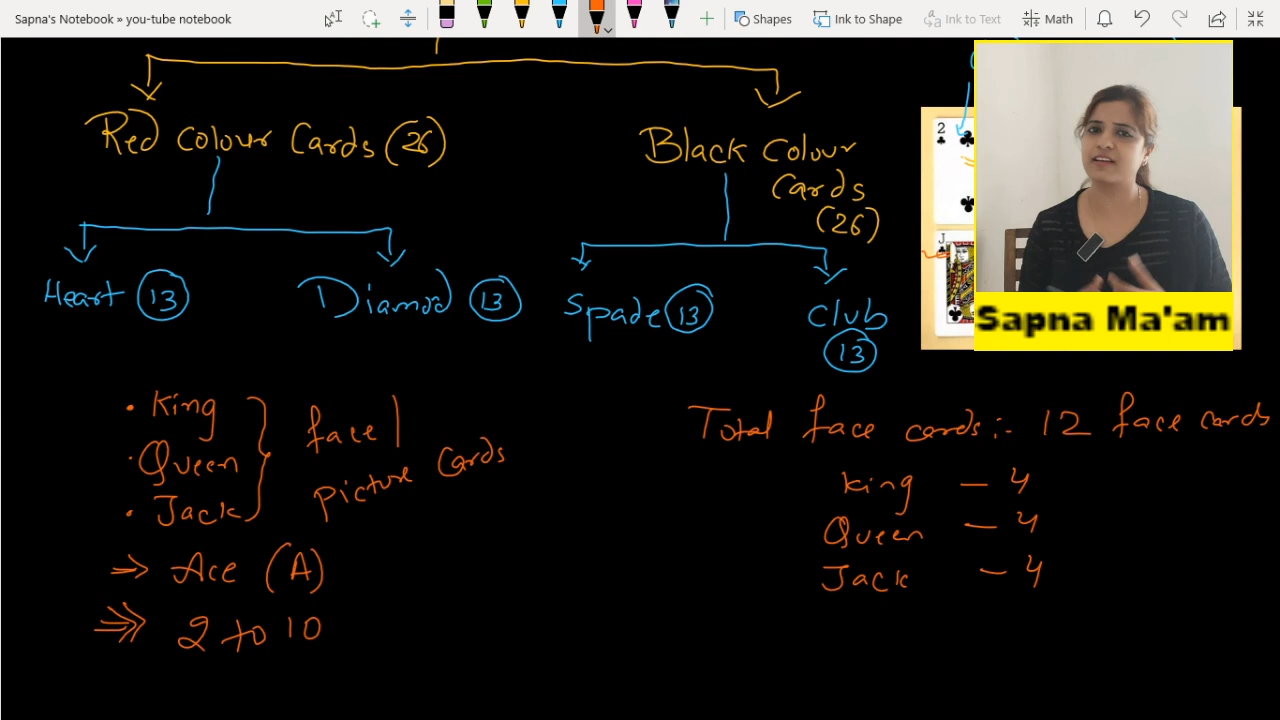 Sapna's Notebook » you-tube notebook
Shapes
Ink to Shape
Ink to Text
Math
Red Colour Cards (26)
Black Colour
Cards
(26)
Heart 13
Diamod 13
Spade 13
Club
13
2
J
Sapna Ma'am
• King
• Queen
• Jack
face/
picture cards
Ace (A)
2 to 10
Total face cards:- 12 face cards
King - 4
Queen - 4
Jack - 4